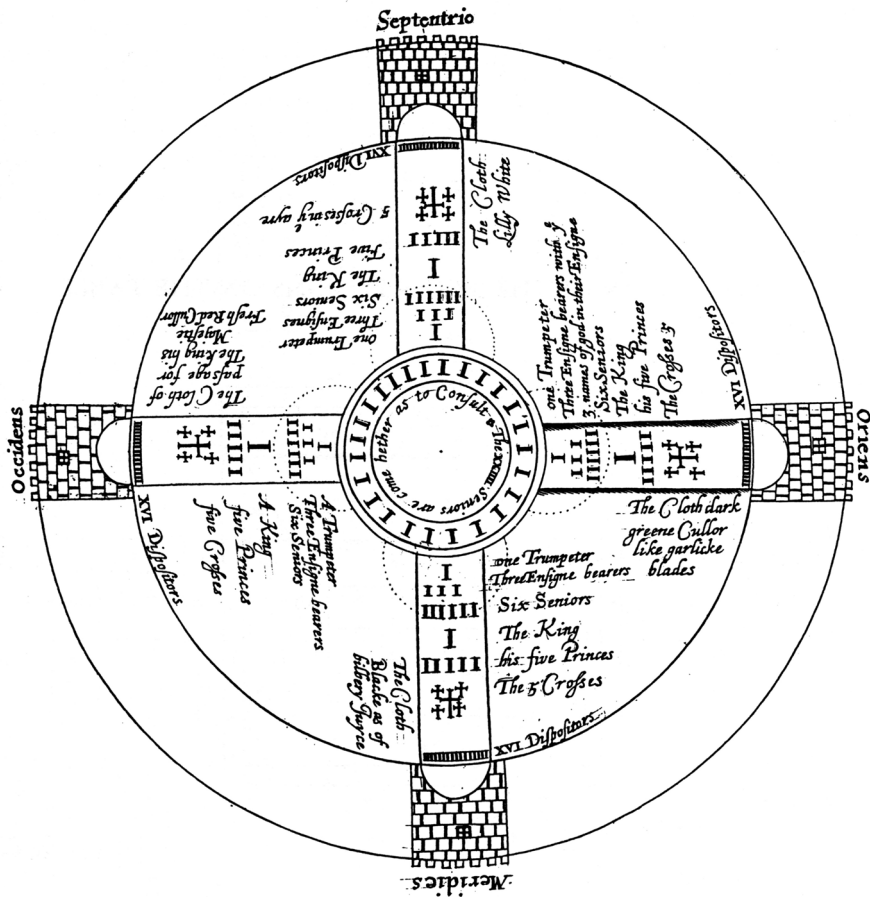 Septentrio
XVI Dispositors
5 Crosses in yͤ ayre
Five Princes
The King
Six Seniors
Three Ensignes
one Trumpeter
The Cloth
Lilly White
The Cloth of
passage for
The king his
Majestie
Fresh Red Cullor
one Trumpeter
Three Ensigne bearers with yͤ
3 names of god in their Ensigne
Six Seniors
The King
his five Princes
The Crosses 5
XVI Dispositors
Oriens
The Cloth dark
greene Cullor
like garlicke
blades
The xxiiii Seniors are come hether as to Consult
Occidens
XVI Dispositors
A Trumpeter
Three Ensigne bearers
Six Seniors
A King
five Princes
five Crosses
one Trumpeter
Three Ensigne bearers
Six Seniors
The King
his five Princes
The 5 Crosses
XVI Dispositors
The Cloth
Blacke as of
bilbery Juyce
Meridies